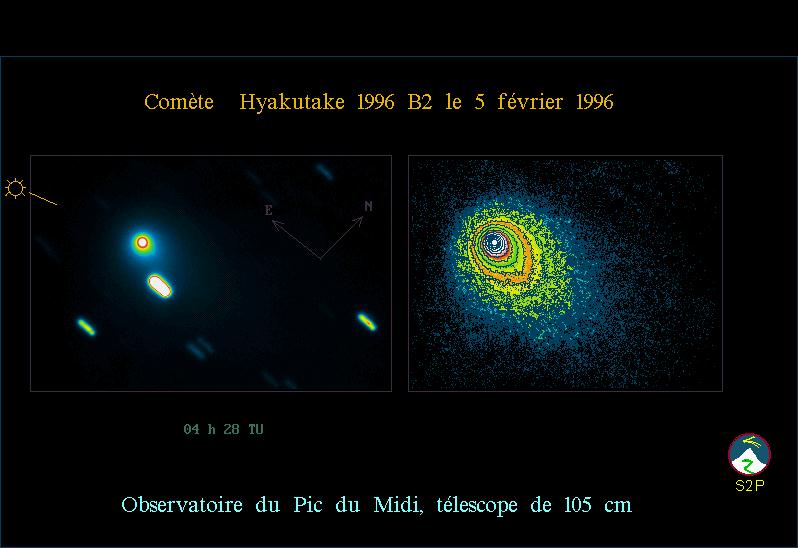 Comète Hyakutake 1996 B2 le 5 février 1996
E
N
04 h 28 TU
S2P
Observatoire du Pic du Midi, télescope de 105 cm